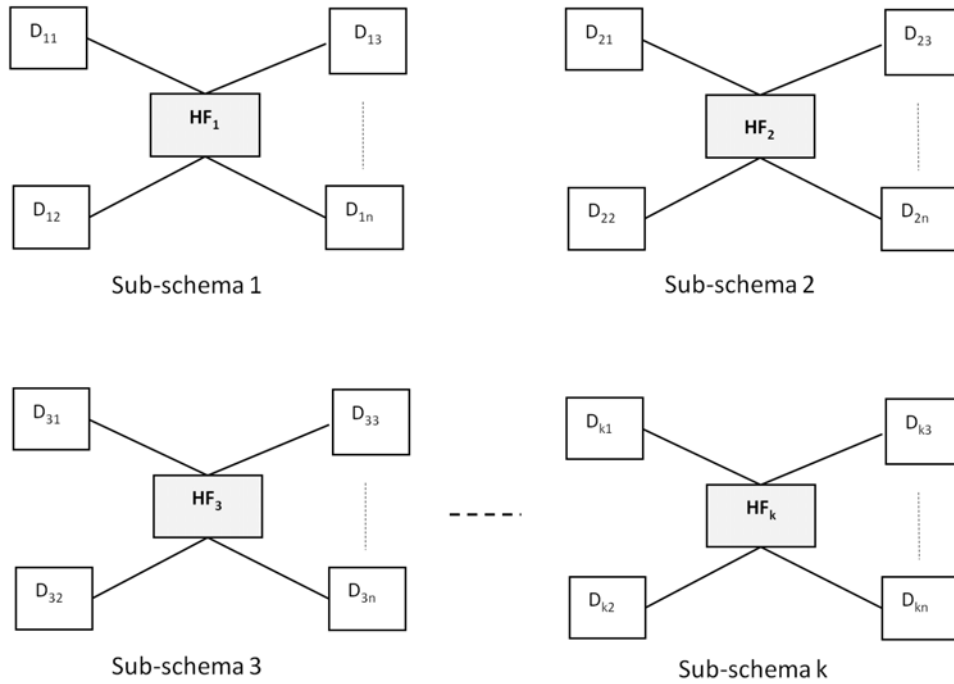 D₁₁
D₁₃
HF₁
D₁₂
D₁ₙ
Sub-schema 1
D₂₁
D₂₃
HF₂
D₂₂
D₂ₙ
Sub-schema 2
D₃₁
D₃₃
HF₃
D₃₂
D₃ₙ
Sub-schema 3
Dₖ₁
Dₖ₃
HFₖ
Dₖ₂
Dₖₙ
Sub-schema k